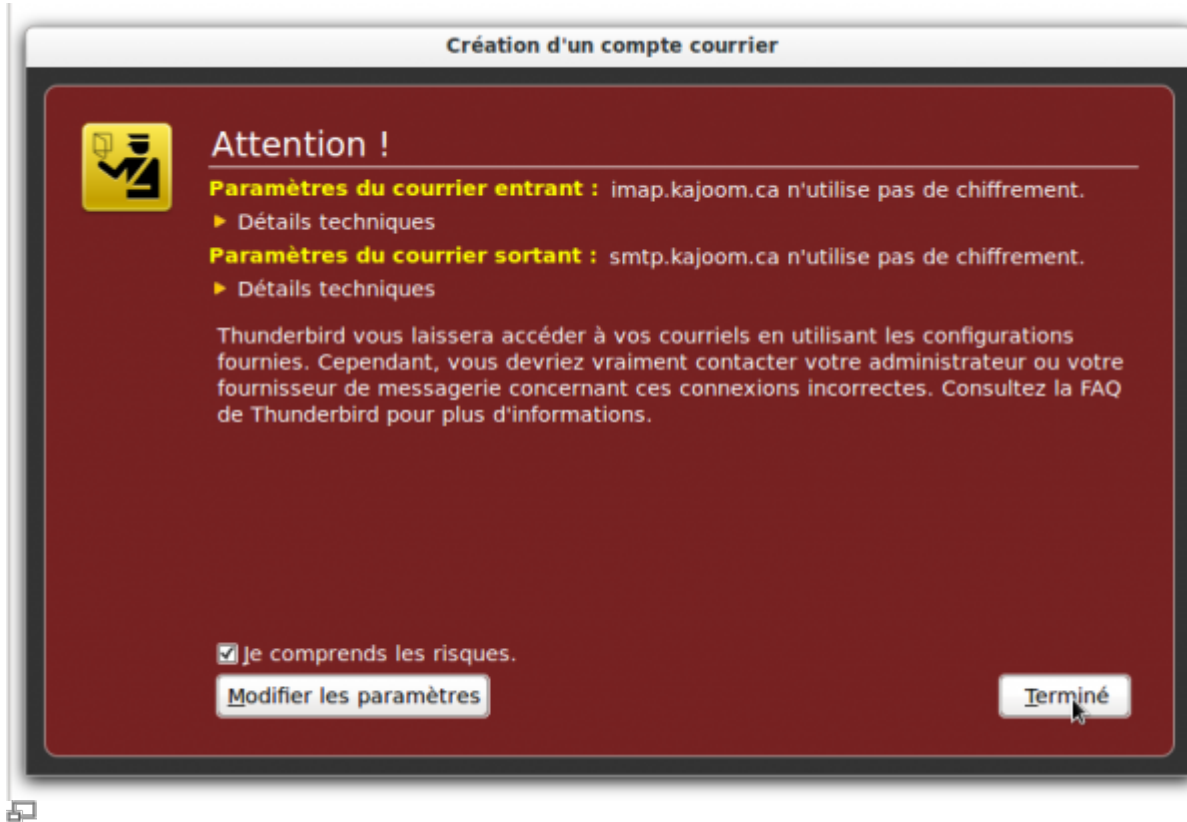 Création d'un compte courrier
Attention !
Paramètres du courrier entrant : imap.kajoom.ca n'utilise pas de chiffrement.
Détails techniques
Paramètres du courrier sortant : smtp.kajoom.ca n'utilise pas de chiffrement.
Détails techniques
Thunderbird vous laissera accéder à vos courriels en utilisant les configurations
fournies. Cependant, vous devriez vraiment contacter votre administrateur ou votre
fournisseur de messagerie concernant ces connexions incorrectes. Consultez la FAQ
de Thunderbird pour plus d'informations.
Je comprends les risques.
Modifier les paramètres
Terminé